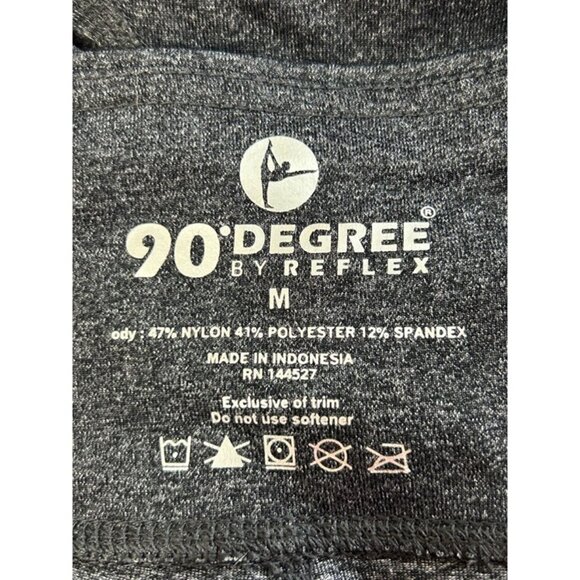 90° DEGREE®
BY REFLEX
M
ody : 47% NYLON 41% POLYESTER 12% SPANDEX
MADE IN INDONESIA
RN 144527
Exclusive of trim
Do not use softener